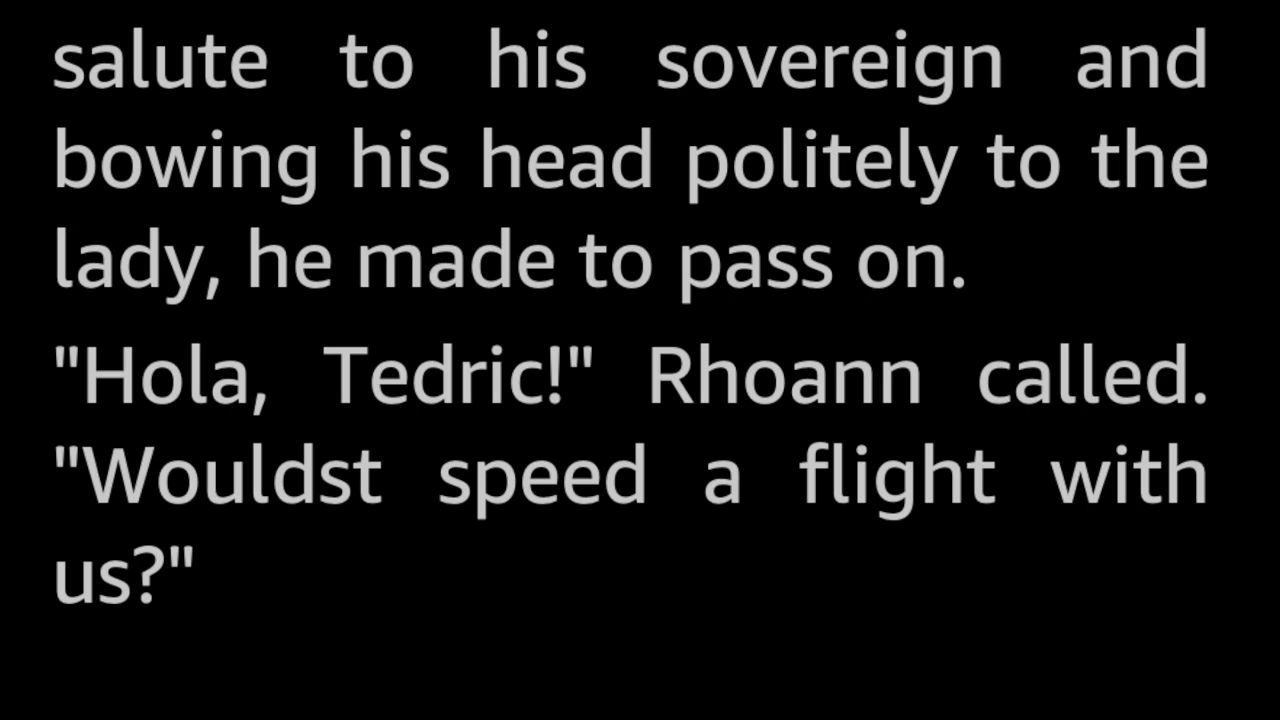 salute to his sovereign and
bowing his head politely to the
lady, he made to pass on.
"Hola, Tedric!" Rhoann called.
"Wouldst speed a flight with
us?"